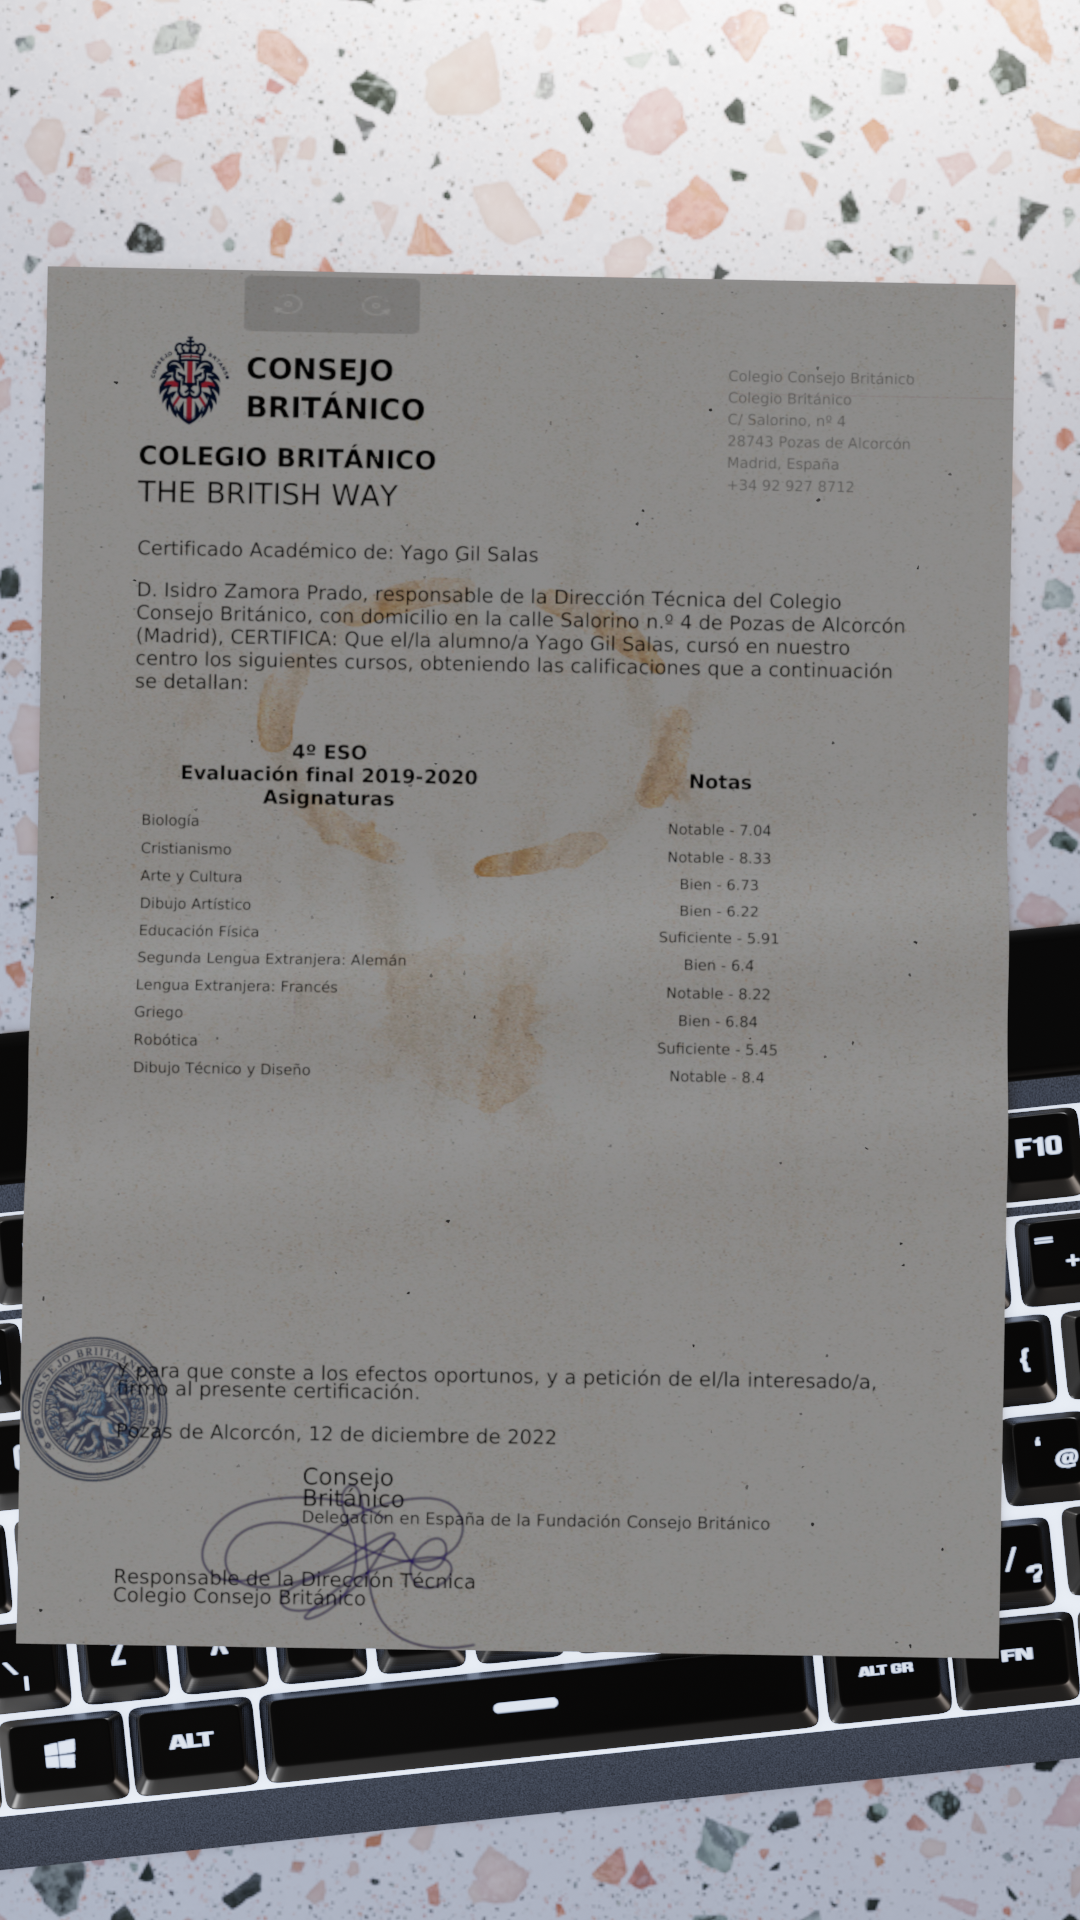 CONSEJO
BRITÁNICO
COLEGIO BRITÁNICO
THE BRITISH WAY
Colegio Consejo Británico
Colegio Británico
C/ Salorino, nº 4
28743 Pozas de Alcorcón
Madrid, España
+34 92 927 8712
Certificado Académico de: Yago Gil Salas
D. Isidro Zamora Prado, responsable de la Dirección Técnica del Colegio
Consejo Británico, con domicilio en la calle Salorino n.º 4 de Pozas de Alcorcón
(Madrid), CERTIFICA: Que el/la alumno/a Yago Gil Salas, cursó en nuestro
centro los siguientes cursos, obteniendo las calificaciones que a continuación
se detallan:
4º ESO
Evaluación final 2019-2020
Asignaturas Notas
Biología Notable - 7.04
Cristianismo Notable - 8.33
Arte y Cultura Bien - 6.73
Dibujo Artístico Bien - 6.22
Educación Física Suficiente - 5.91
Segunda Lengua Extranjera: Alemán Bien - 6.4
Lengua Extranjera: Francés Notable - 8.22
Griego Bien - 6.84
Robótica Suficiente - 5.45
Dibujo Técnico y Diseño Notable - 8.4
Y para que conste a los efectos oportunos, y a petición de el/la interesado/a,
firmo al presente certificación.
Pozas de Alcorcón, 12 de diciembre de 2022
Consejo
Británico
Delegación en España de la Fundación Consejo Británico
Responsable de la Dirección Técnica
Colegio Consejo Británico
F10
= +
{
' @
/ ?
ALT GR
FN
Z
ALT